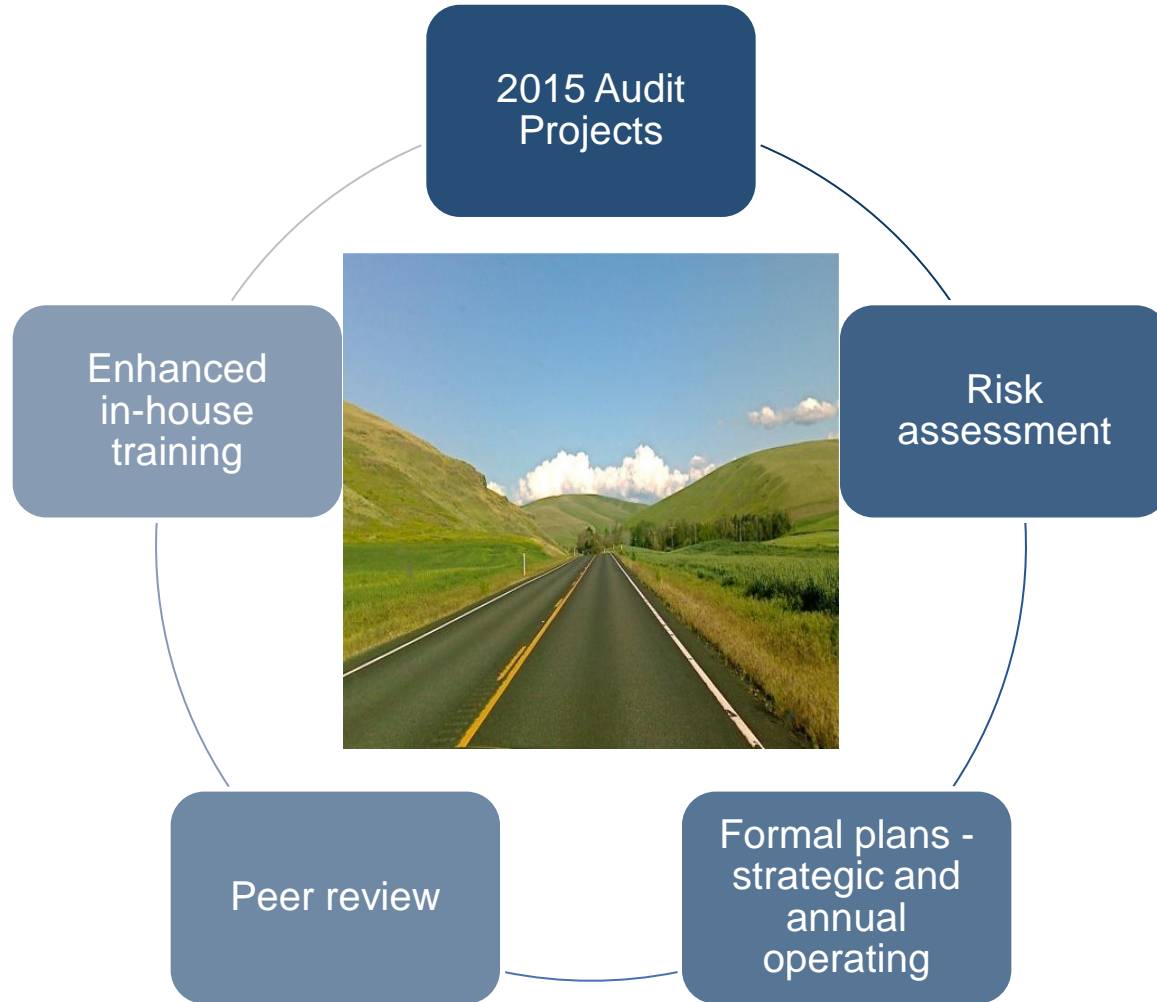 2015 Audit
Projects
Risk
assessment
Formal plans -
strategic and
annual
operating
Peer review
Enhanced
in-house
training